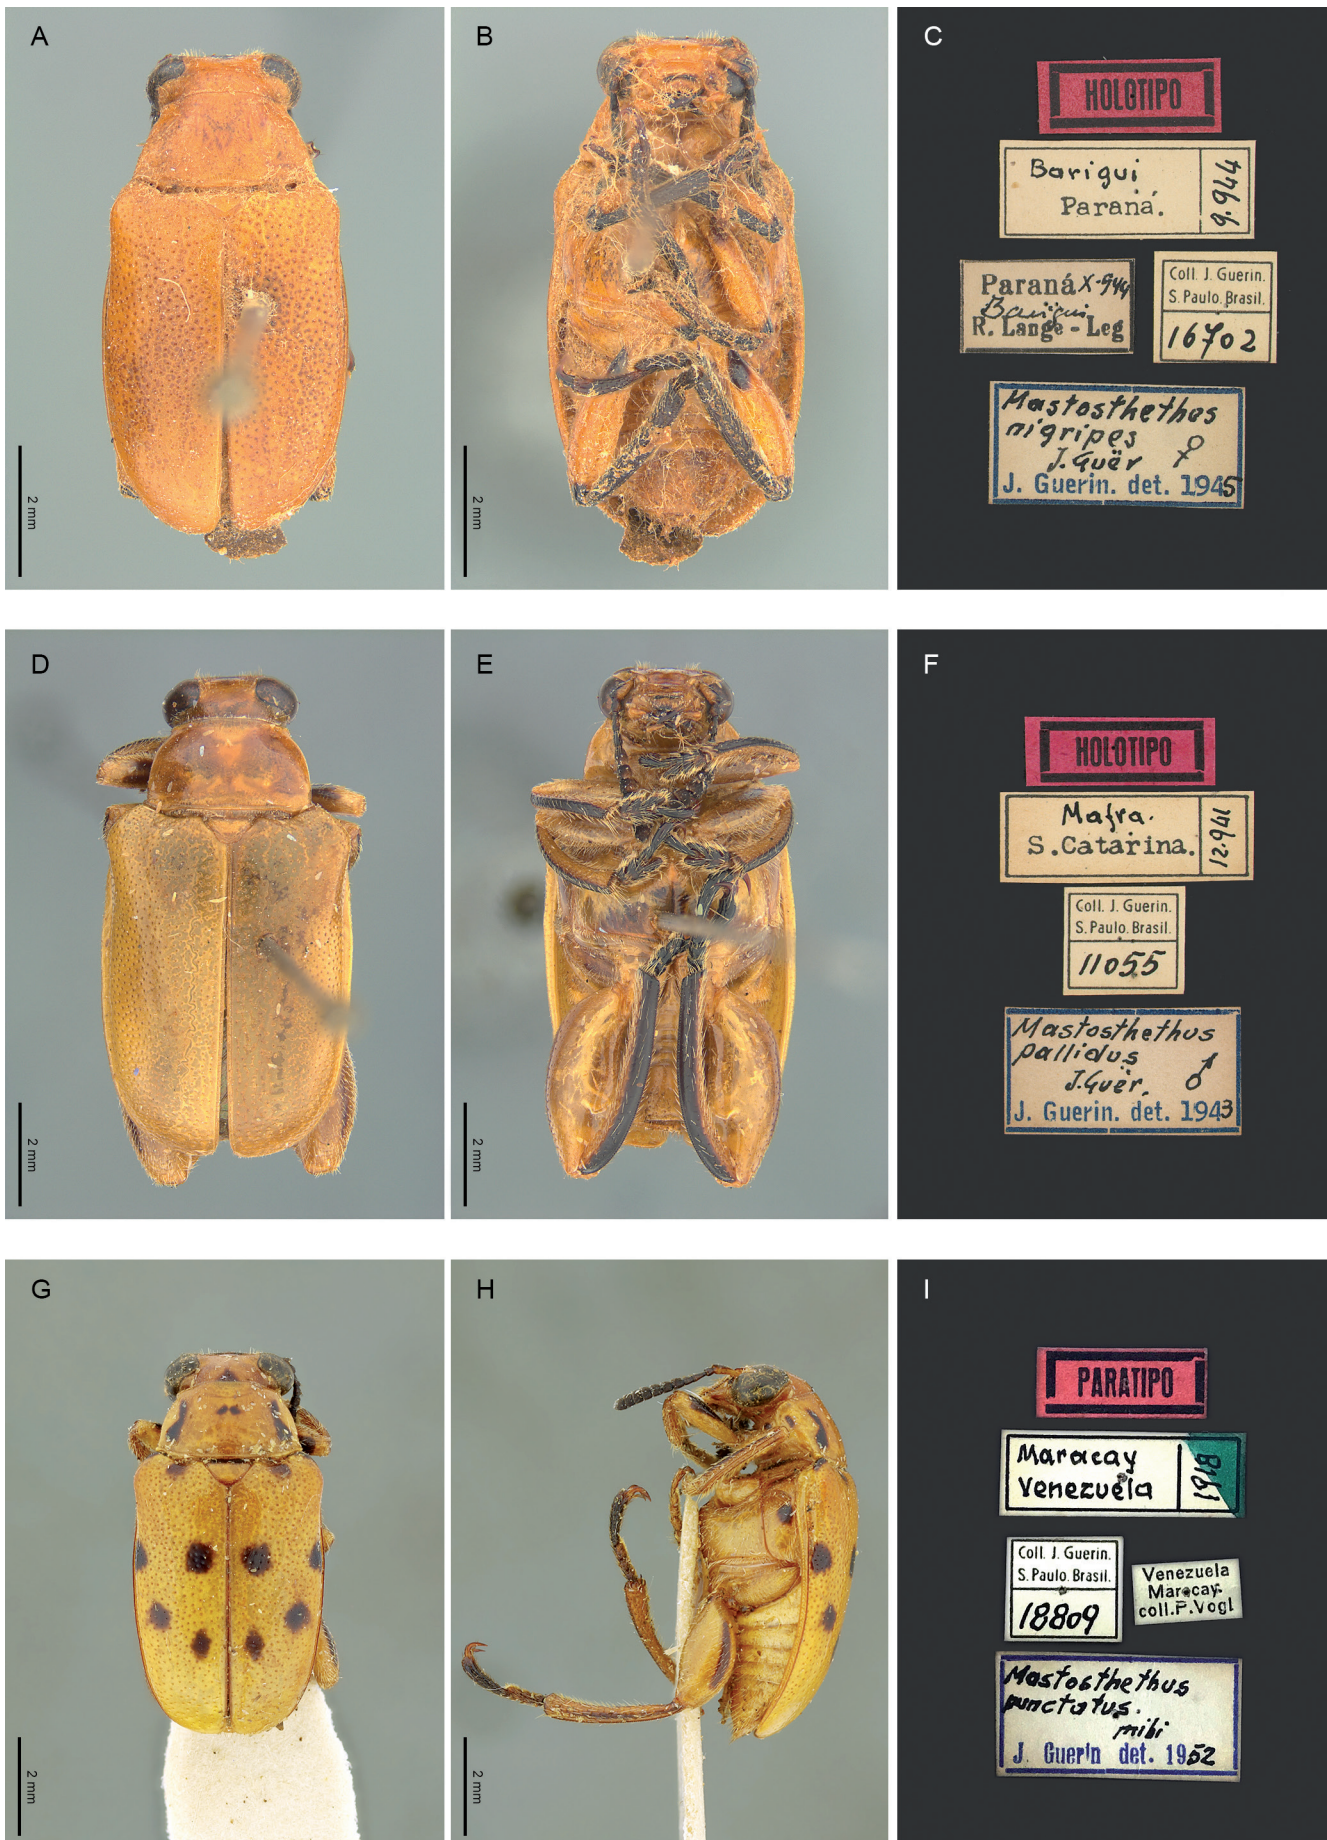 A
2 mm
B
2 mm
C
HOLOTIPO
Barigui
Paraná.
6.944
Paraná X-944
Barigui
R. Lange - Leg
Coll. J. Guerin.
S. Paulo. Brasil.
16702
Mastosthethos
nigripes
J. Guër ♀
J. Guerin. det. 1945
D
2 mm
E
2 mm
F
HOLOTIPO
Mafra.
S. Catarina.
12.941
Coll. J. Guerin.
S. Paulo. Brasil.
11055
Mastosthethus
pallidus
J. Guër. ♂
J. Guerin. det. 1943
G
2 mm
H
2 mm
I
PARATIPO
Maracay
Venezuela
Coll. J. Guerin.
S. Paulo. Brasil.
18809
Venezuela
Maracay.
coll. P. Vogl
Mastosthethus
punctatus.
mihi
J. Guerin det. 1952